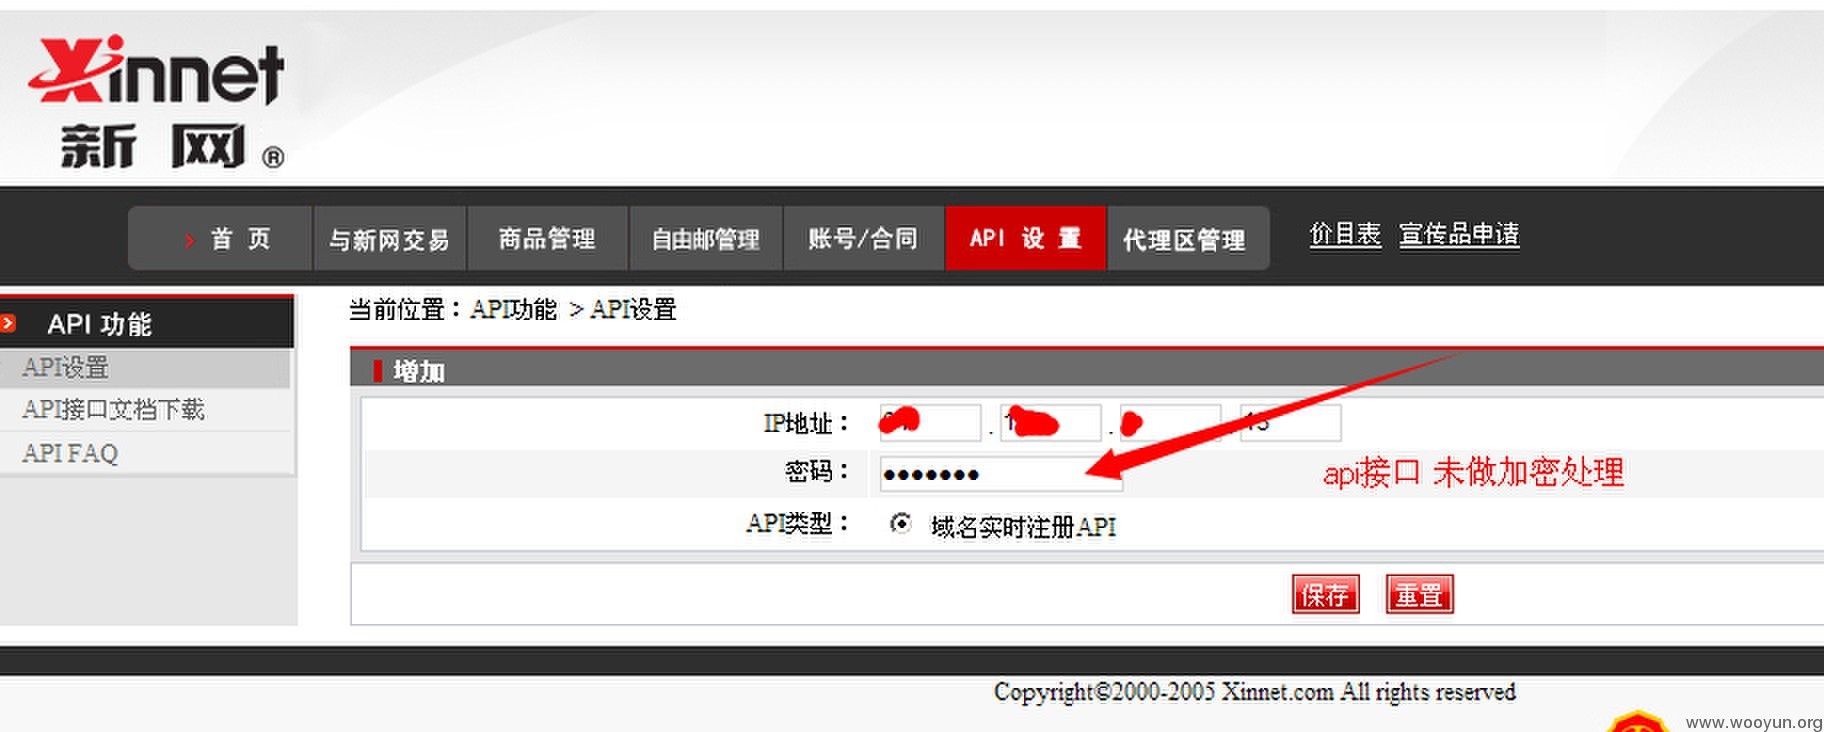 Xinnet
新 网 ®
首 页 与新网交易 商品管理 自由邮管理 账号/合同 API 设 置 代理区管理 价目表 宣传品申请
API 功能
API设置
API接口文档下载
API FAQ
当前位置：API功能 > API设置
增加
IP地址：
密码：
api接口 未做加密处理
API类型：
域名实时注册API
保存 重置
Copyright©2000-2005 Xinnet.com All rights reserved
www.wooyun.org